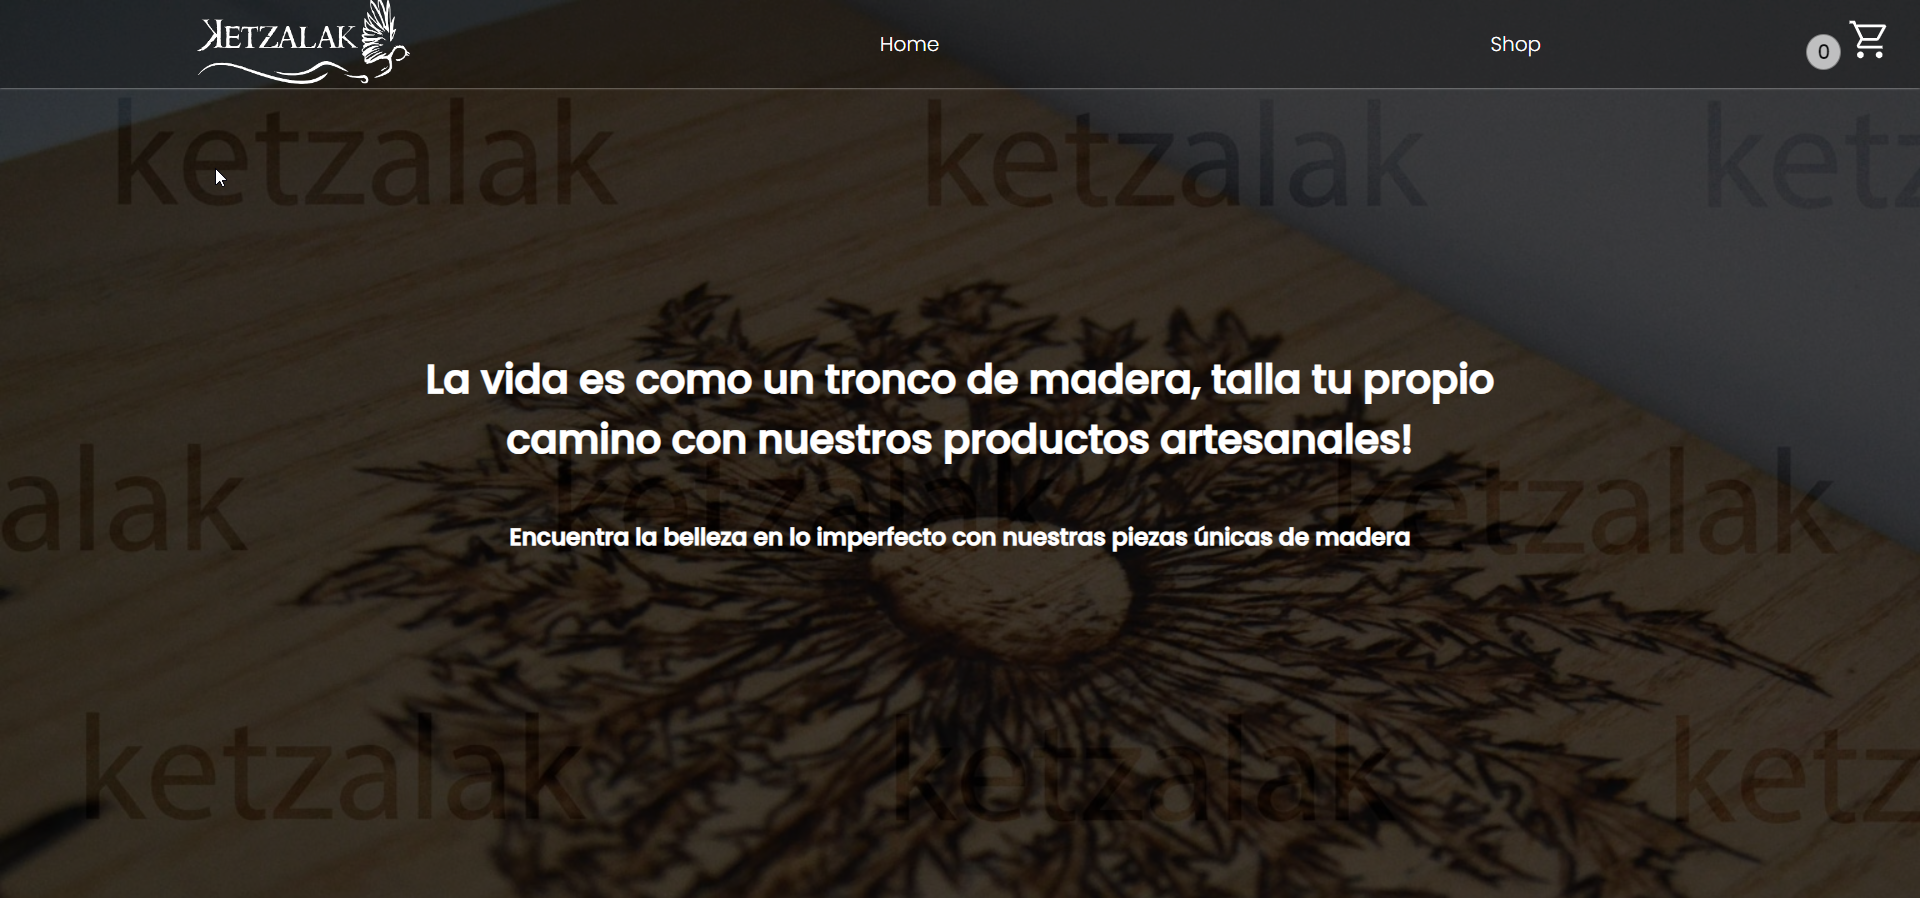 KETZALAK
Home
Shop
0
ketzalak
ketzalak
ketz
La vida es como un tronco de madera, talla tu propio
camino con nuestros productos artesanales!
alak
ketzalak
ketzalak
Encuentra la belleza en lo imperfecto con nuestras piezas únicas de madera
ketzalak
ketzalak
ketz